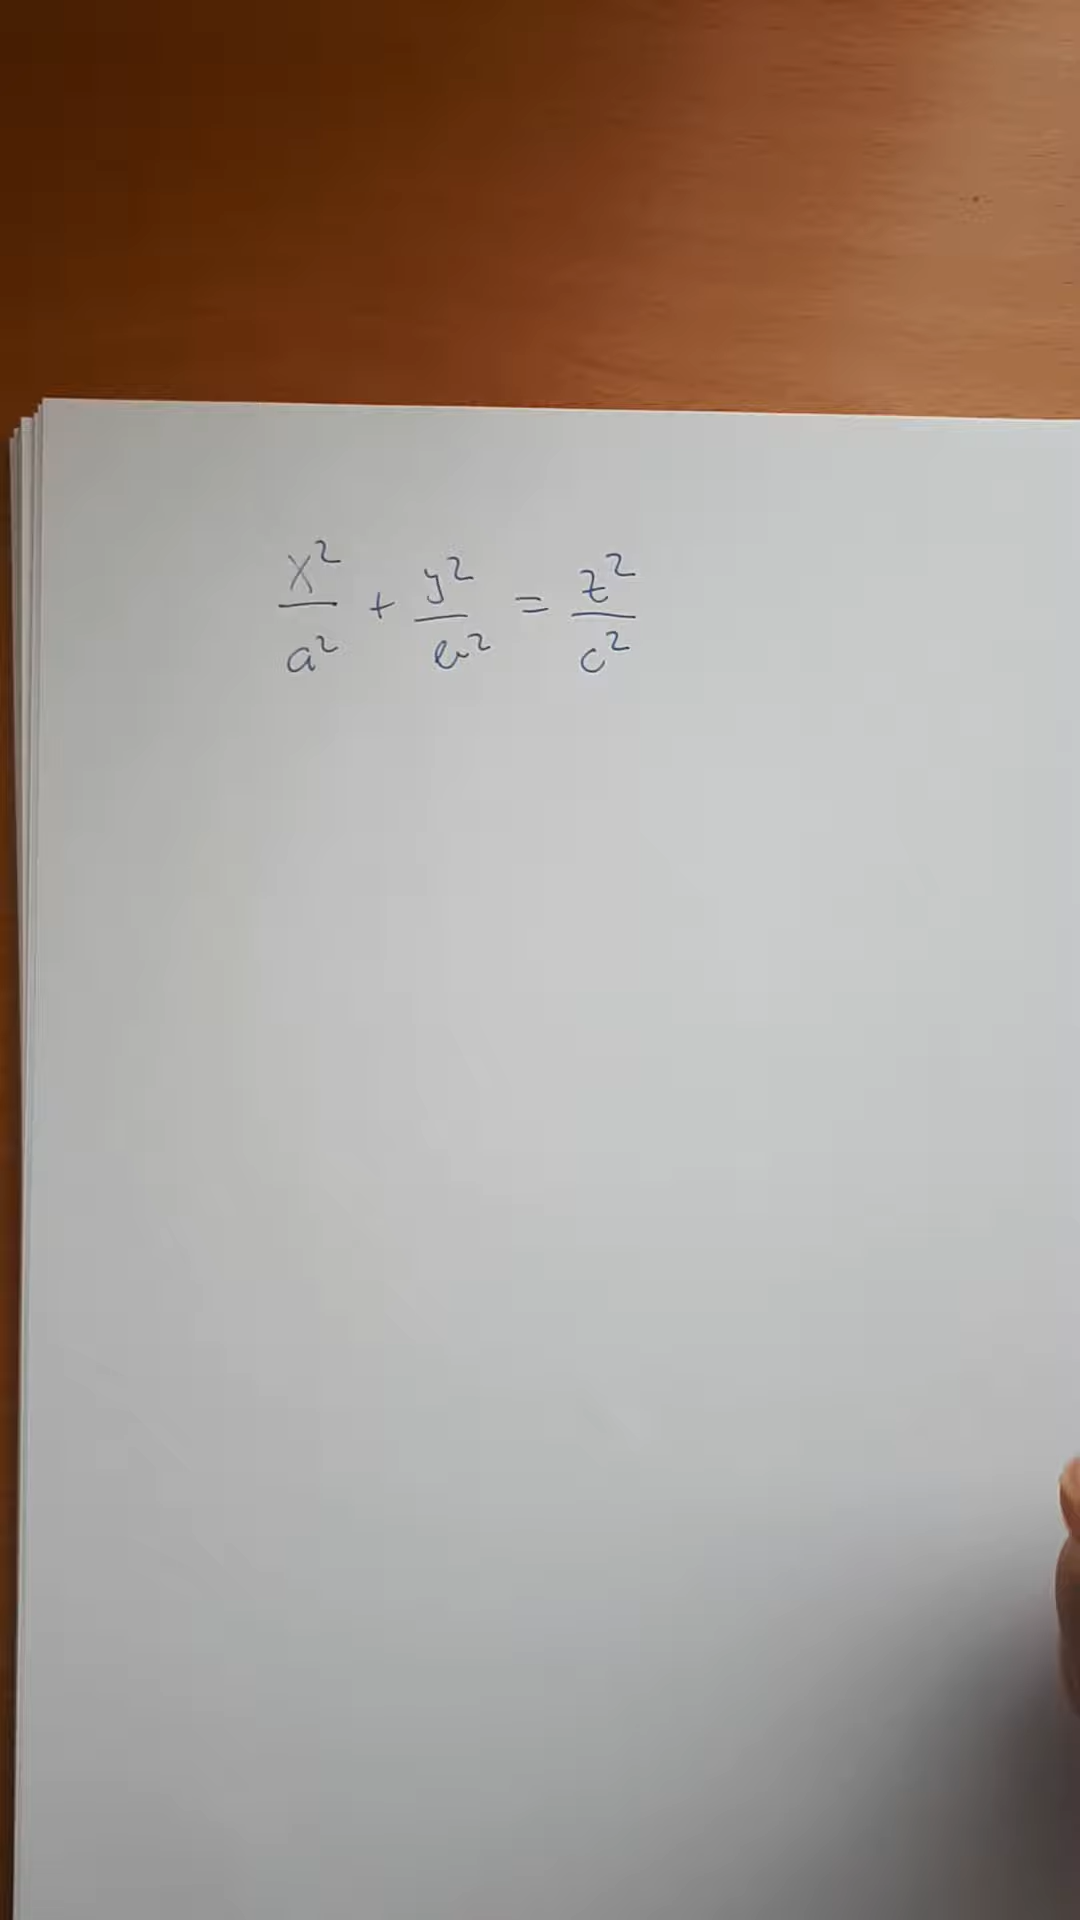 x²/a² + y²/b² = z²/c²